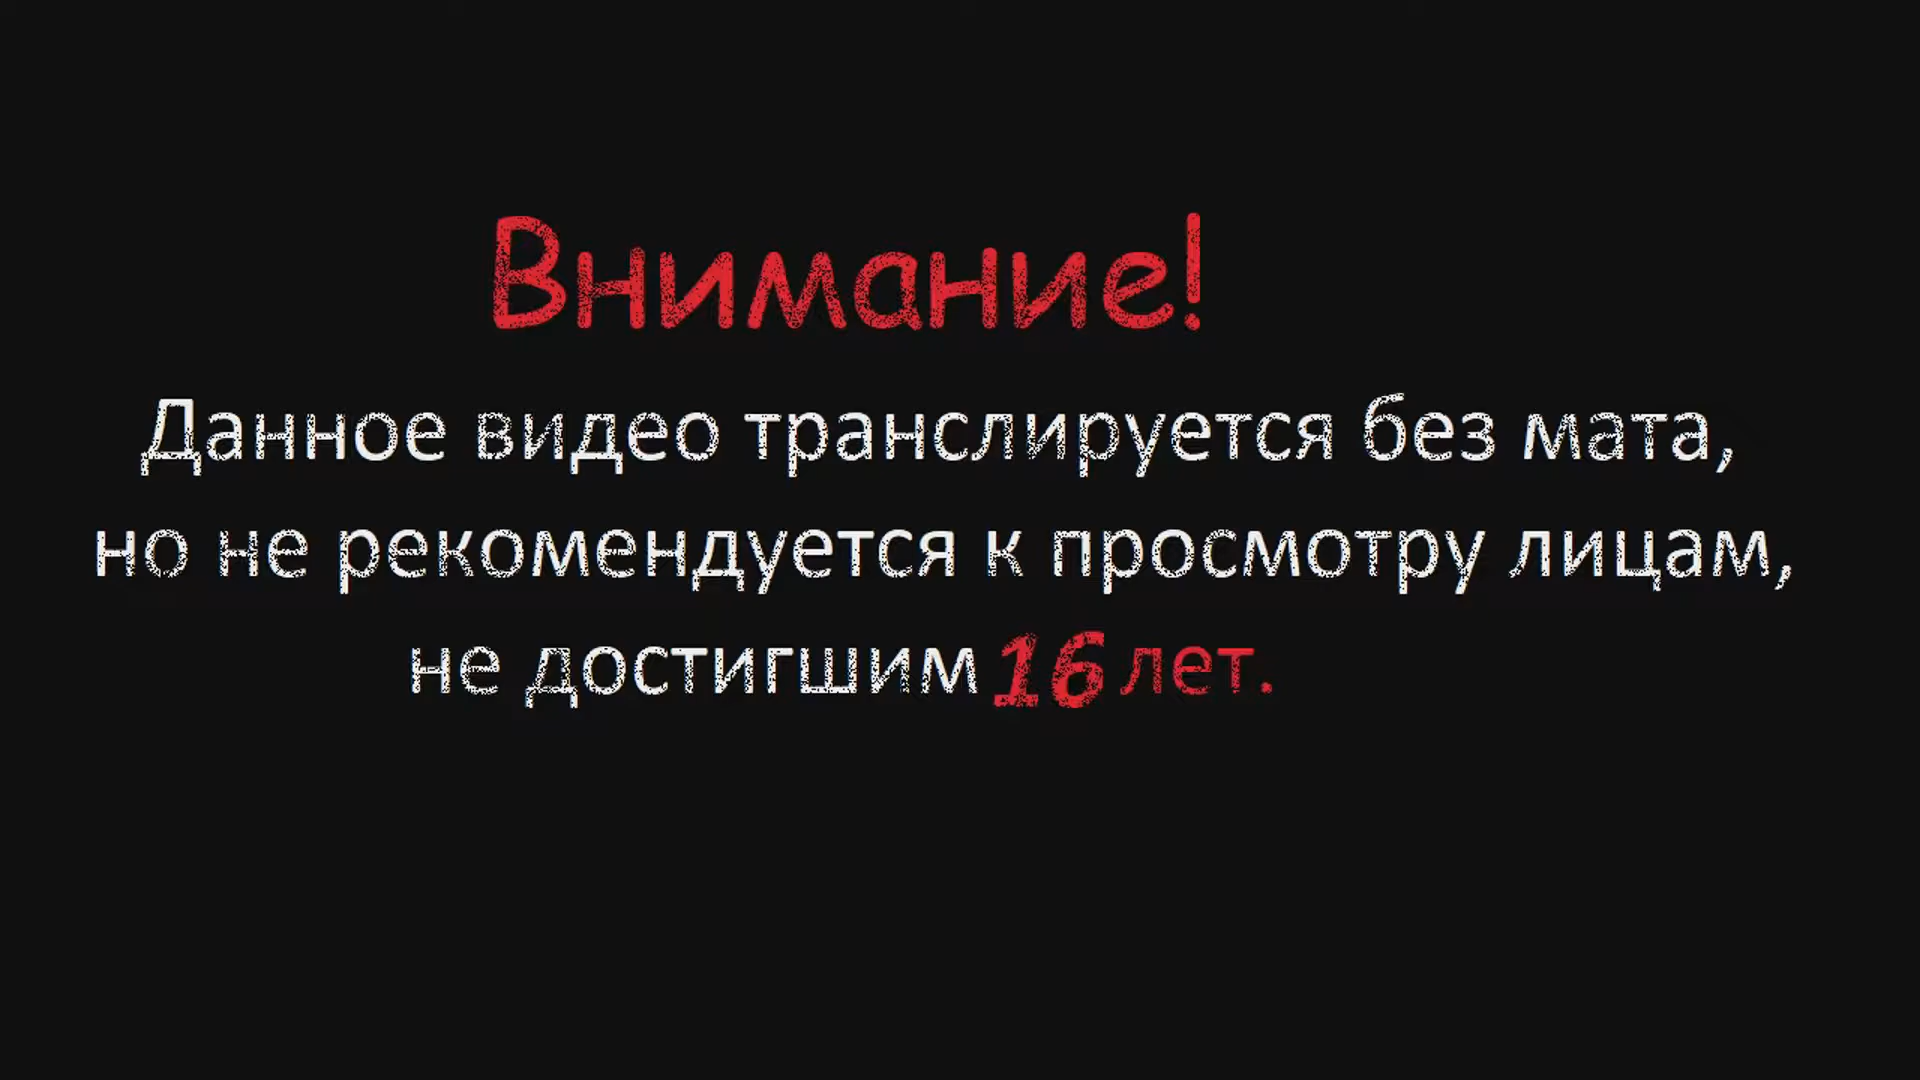 Внимание!
Данное видео транслируется без мата,
но не рекомендуется к просмотру лицам,
не достигшим 16 лет.